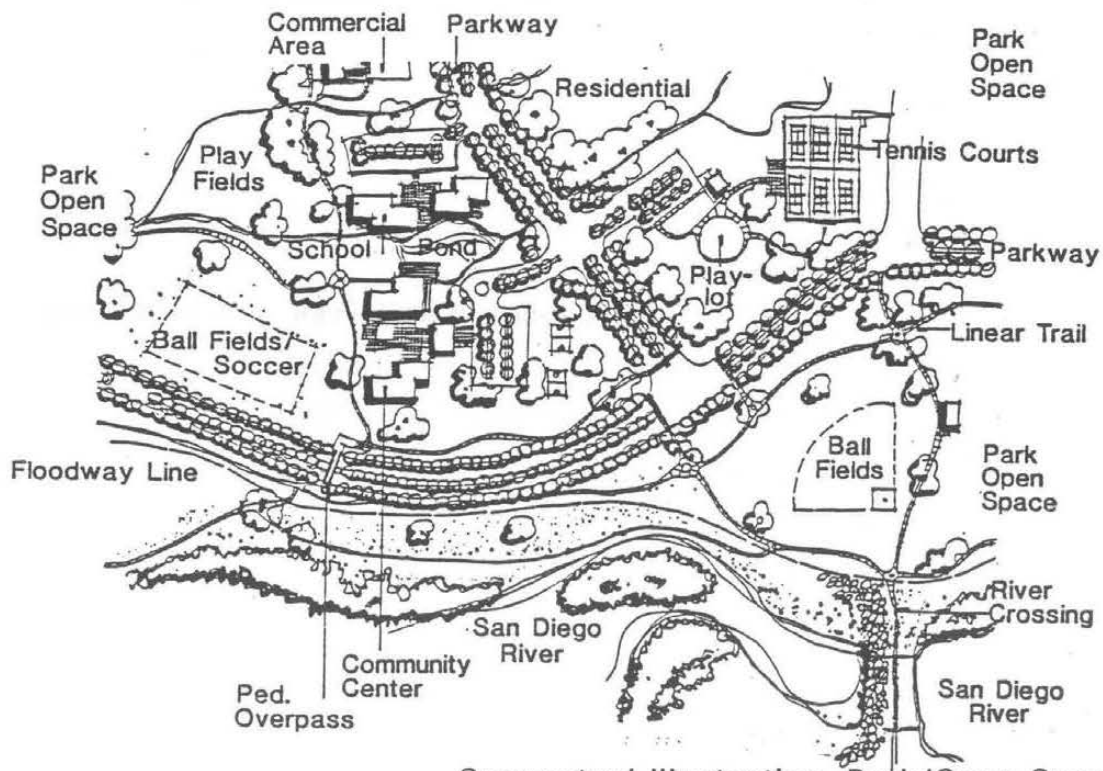 Commercial
Area
Parkway
Park
Open
Space
Residential
Tennis Courts
Play
Fields
Park
Open
Space
School
Pond
Play-
lo
Parkway
Linear Trail
Ball Fields/
Soccer
Ball
Fields
Park
Open
Space
Floodway Line
River
Crossing
San Diego
River
Community
Center
Ped.
Overpass
San Diego
River